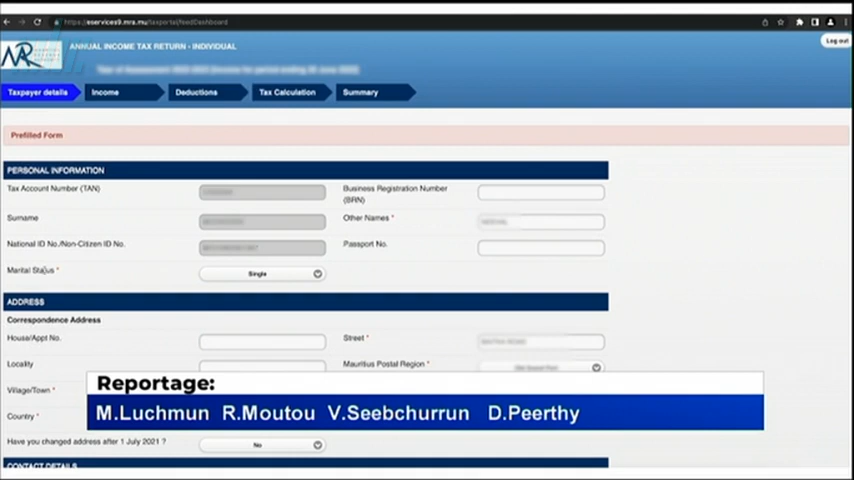 https://eservices9.mra.mu/taxportal/feedDashboard
ANNUAL INCOME TAX RETURN - INDIVIDUAL
Log out
Taxpayer details Income Deductions Tax Calculation Summary
Prefilled Form
PERSONAL INFORMATION
Tax Account Number (TAN) Business Registration Number (BRN)
Surname Other Names *
National ID No./Non-Citizen ID No. Passport No.
Marital Status * Single
ADDRESS
Correspondence Address
House/Appt No. Street *
Locality Mauritius Postal Region *
Village/Town *
Country *
Reportage:
M.Luchmun R.Moutou V.Seebchurrun D.Peerthy
Have you changed address after 1 July 2021 ? No
CONTACT DETAILS